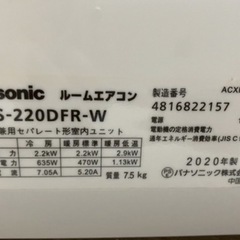 sonic ルームエアコン
S-220DFR-W
兼用セパレート形室内ユニット
冷房 暖房標準 暖房低温
力 2.2kW 2.2kW 2.9kW
電力 635W 470W 1.13kW
流 7.05A 5.20A
質量 7.5 kg
製造番号 ACX
4816822157
電源
電動機の定格消費電力
通年エネルギー消費効率(JIS C
2020年製
パナソニック株式会